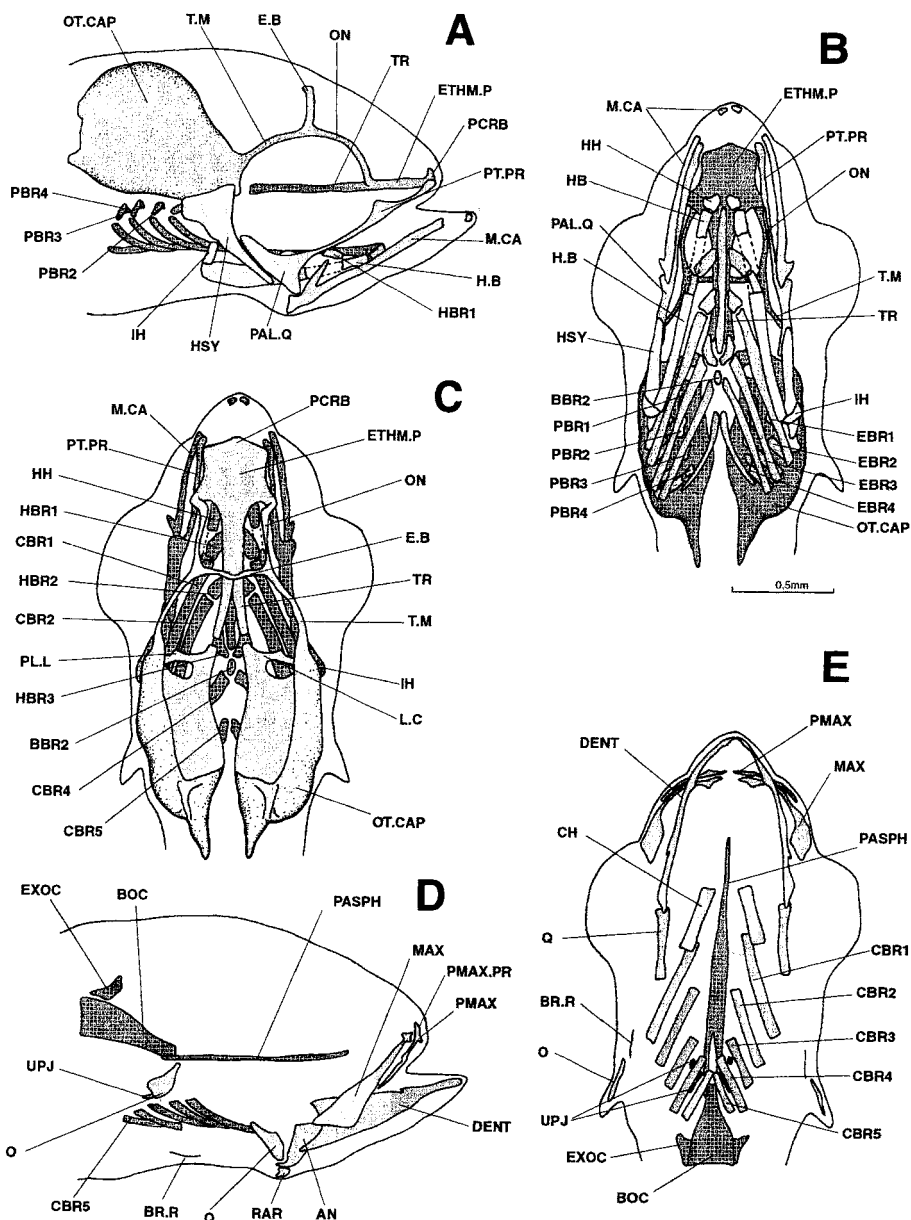 A
OT.CAP
T.M
E.B
ON
TR
ETHM.P
PCRB
PT.PR
PBR4
PBR3
PBR2
M.CA
H.B
HBR1
IH
HSY
PAL.Q
B
M.CA
ETHM.P
HH
PT.PR
HB
ON
PAL.Q
H.B
T.M
HSY
TR
BBR2
IH
PBR1
EBR1
PBR2
EBR2
PBR3
EBR3
PBR4
EBR4
OT.CAP
0.5mm
C
M.CA
PCRB
PT.PR
ETHM.P
HH
ON
HBR1
CBR1
E.B
HBR2
TR
CBR2
T.M
PL.L
IH
HBR3
L.C
BBR2
CBR4
CBR5
OT.CAP
D
EXOC
BOC
PASPH
MAX
PMAX.PR
PMAX
UPJ
O
DENT
CBR5
BR.R
Q
RAR
AN
E
PMAX
DENT
MAX
CH
PASPH
Q
CBR1
BR.R
CBR2
O
CBR3
CBR4
UPJ
CBR5
EXOC
BOC